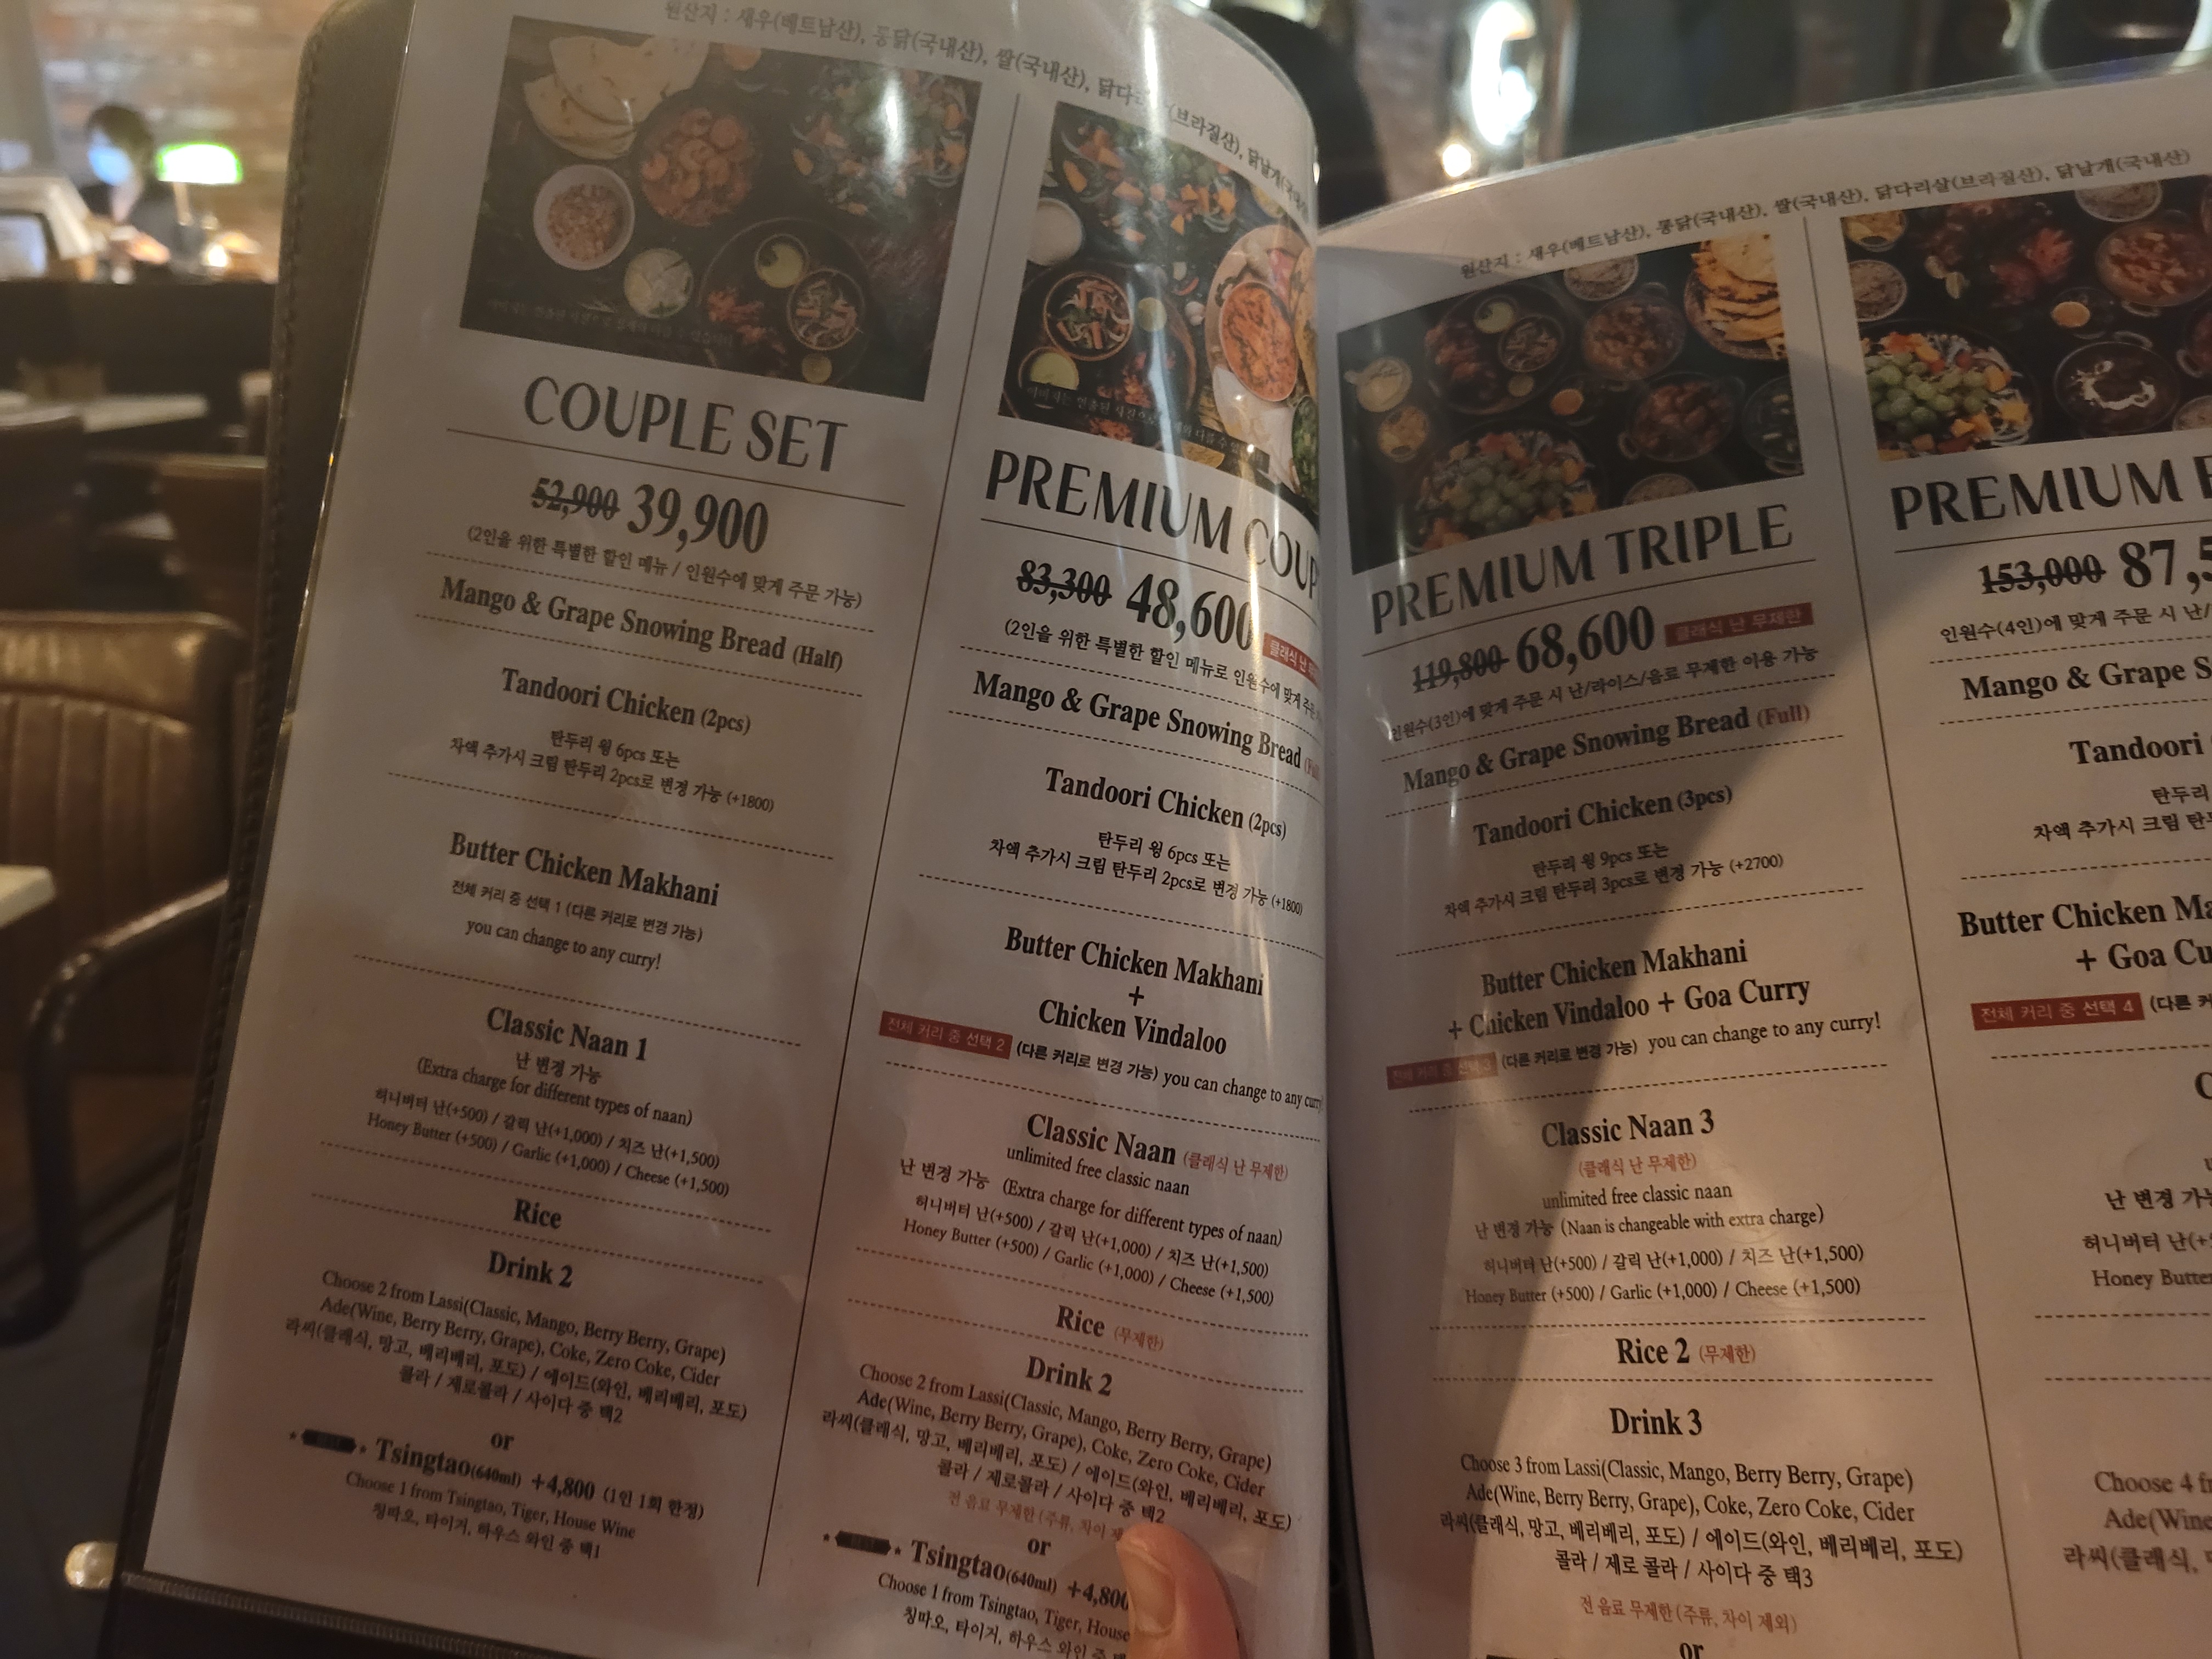 원산지 : 새우(베트남산), 통닭(국내산), 쌀(국내산), 닭다 (브라질산), 닭날개(국내
COUPLE SET
52,900 39,900
(2인을 위한 특별한 할인 메뉴 / 인원수에 맞게 주문 가능)
Mango & Grape Snowing Bread (Half)
Tandoori Chicken (2pcs)
탄두리 윙 6pcs 또는
차액 추가시 크림 탄두리 2pcs로 변경 가능 (+1800)
Butter Chicken Makhani
전체 커리 중 선택 1 (다른 커리로 변경 가능)
you can change to any curry!
Classic Naan 1
난 변경 가능
(Extra charge for different types of naan)
허니버터 난(+500) / 갈릭 난(+1,000) / 치즈 난(+1,500)
Honey Butter (+500) / Garlic (+1,000) / Cheese (+1,500)
Rice
Drink 2
Choose 2 from Lassi(Classic, Mango, Berry Berry, Grape)
Ade(Wine, Berry Berry, Grape), Coke, Zero Coke, Cider
라씨(클래식, 망고, 베리베리, 포도) / 에이드(와인, 베리베리, 포도)
콜라 / 제로콜라 / 사이다 중 택2
or
Tsingtao(640ml) +4,800 (1인 1회 한정)
Choose 1 from Tsingtao, Tiger, House Wine
칭따오, 타이거, 하우스 와인 중 택1
PREMIUM COUP
83,300 48,600 클래식 난
(2인을 위한 특별한 할인 메뉴로 인원수에 맞게 주문
Mango & Grape Snowing Bread (Full
Tandoori Chicken (2pcs)
탄두리 윙 6pcs 또는
차액 추가시 크림 탄두리 2pcs로 변경 가능 (+1800)
Butter Chicken Makhani
+
Chicken Vindaloo
전체 커리 중 선택 2 (다른 커리로 변경 가능) you can change to any curry
Classic Naan (클래식 난 무제한)
unlimited free classic naan
난 변경 가능 (Extra charge for different types of naan)
허니버터 난(+500) / 갈릭 난(+1,000) / 치즈 난(+1,500)
Honey Butter (+500) / Garlic (+1,000) / Cheese (+1,500)
Rice (무제한)
Drink 2
Choose 2 from Lassi(Classic, Mango, Berry Berry, Grape)
Ade(Wine, Berry Berry, Grape), Coke, Zero Coke, Cider
라씨(클래식, 망고, 베리베리, 포도) / 에이드(와인, 베리베리, 포도)
콜라 / 제로콜라 / 사이다 중 택2
전 음료 무제한 (주류, 차이 제
or
Tsingtao(640ml) +4,800
Choose 1 from Tsingtao, Tiger, House
칭따오, 타이거, 하우스 와인 중
원산지 : 새우(베트남산), 통닭(국내산), 쌀(국내산), 닭다리살(브라질산), 닭날개(국내산)
PREMIUM TRIPLE
119,800 68,600 클래식 난 무제한
인원수(3인)에 맞게 주문 시 난/라이스/음료 무제한 이용 가능
Mango & Grape Snowing Bread (Full)
Tandoori Chicken (3pcs)
탄두리 윙 9pcs 또는
차액 추가시 크림 탄두리 3pcs로 변경 가능 (+2700)
Butter Chicken Makhani
+ Chicken Vindaloo + Goa Curry
전체 커리 중 선택 3 (다른 커리로 변경 가능) you can change to any curry!
Classic Naan 3
(클래식 난 무제한)
unlimited free classic naan
난 변경 가능 (Naan is changeable with extra charge)
허니버터 난(+500) / 갈릭 난(+1,000) / 치즈 난(+1,500)
Honey Butter (+500) / Garlic (+1,000) / Cheese (+1,500)
Rice 2 (무제한)
Drink 3
Choose 3 from Lassi(Classic, Mango, Berry Berry, Grape)
Ade(Wine, Berry Berry, Grape), Coke, Zero Coke, Cider
라씨(클래식, 망고, 베리베리, 포도) / 에이드(와인, 베리베리, 포도)
콜라 / 제로 콜라 / 사이다 중 택3
전 음료 무제한 (주류, 차이 제외)
or
PREMIUM
153,000 87,5
인원수(4인)에 맞게 주문 시 난/
Mango & Grape S
Tandoori
탄두리
차액 추가시 크림 탄두
Butter Chicken Ma
+ Goa Cu
전체 커리 중 선택 4 (다른 커
C
난 변경 가능
허니버터 난(+
Honey Butter
Choose 4 fr
Ade(Wine
라씨(클래식,